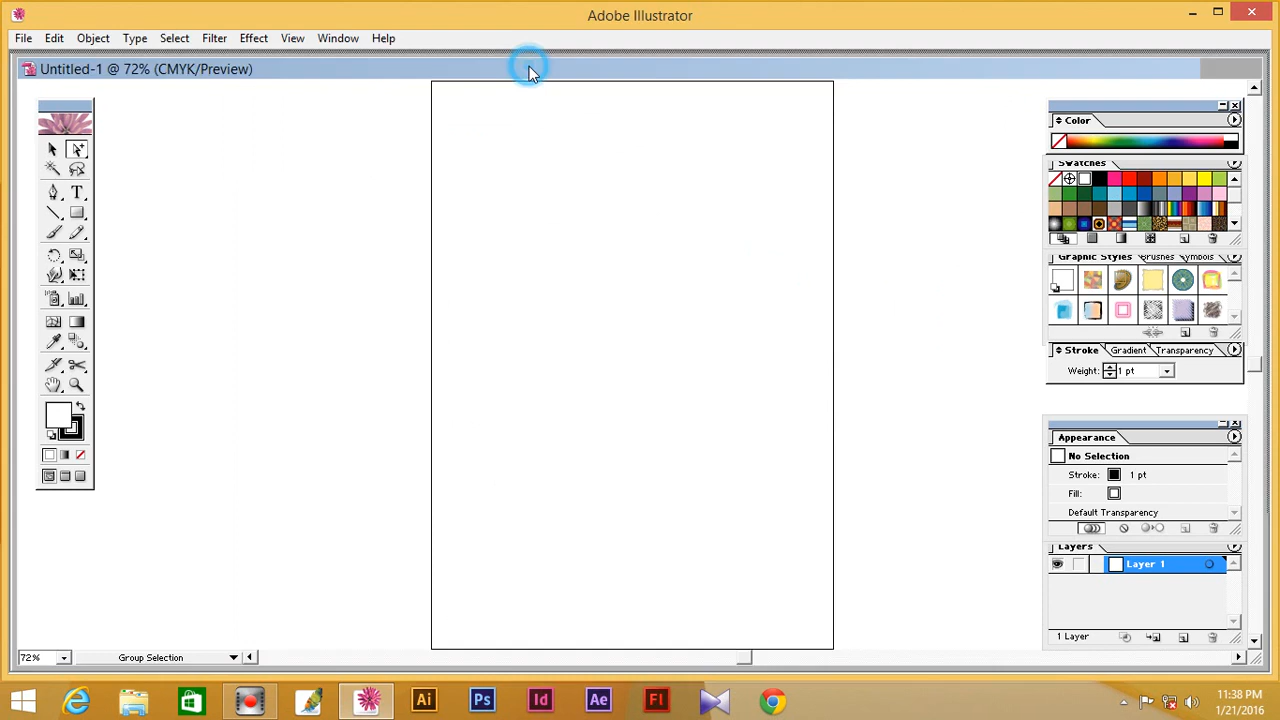 Adobe Illustrator
File Edit Object Type Select Filter Effect View Window Help
Untitled-1 @ 72% (CMYK/Preview)
Color
Swatches
Graphic Styles Brushes Symbols
Stroke Gradient Transparency
Weight: 1 pt
Appearance
No Selection
Stroke: 1 pt
Fill:
Default Transparency
Layers
Layer 1
1 Layer
72% Group Selection
Ai Ps Id Ae Fl
11:38 PM
1/21/2016